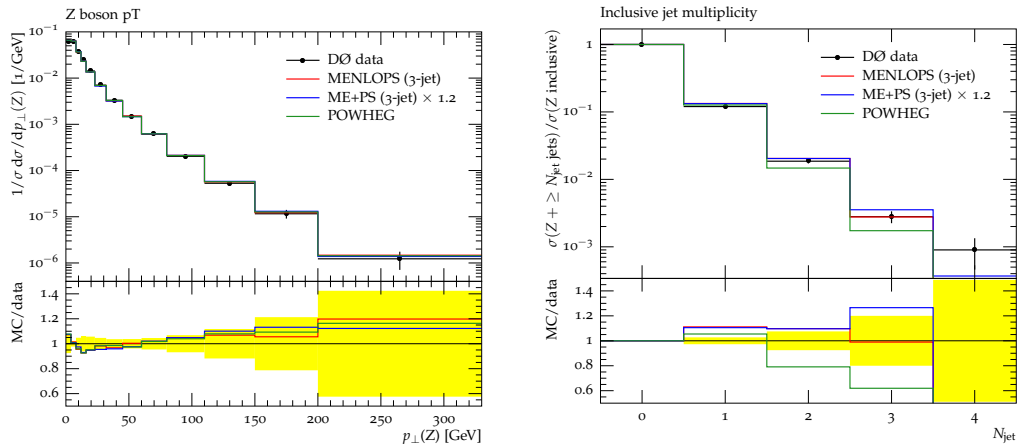 Z boson pT
DØ data
MENLOPS (3-jet)
ME+PS (3-jet) × 1.2
POWHEG
10⁻¹
10⁻²
10⁻³
10⁻⁴
10⁻⁵
10⁻⁶
1/σ dσ/dp⊥(Z) [1/GeV]
1.4
1.2
1
0.8
0.6
MC/data
0 50 100 150 200 250 300
p⊥(Z) [GeV]
Inclusive jet multiplicity
DØ data
MENLOPS (3-jet)
ME+PS (3-jet) × 1.2
POWHEG
1
10⁻¹
10⁻²
10⁻³
σ(Z + ≥ N_jet jets)/σ(Z inclusive)
1.4
1.2
1
0.8
0.6
MC/data
0 1 2 3 4
N_jet